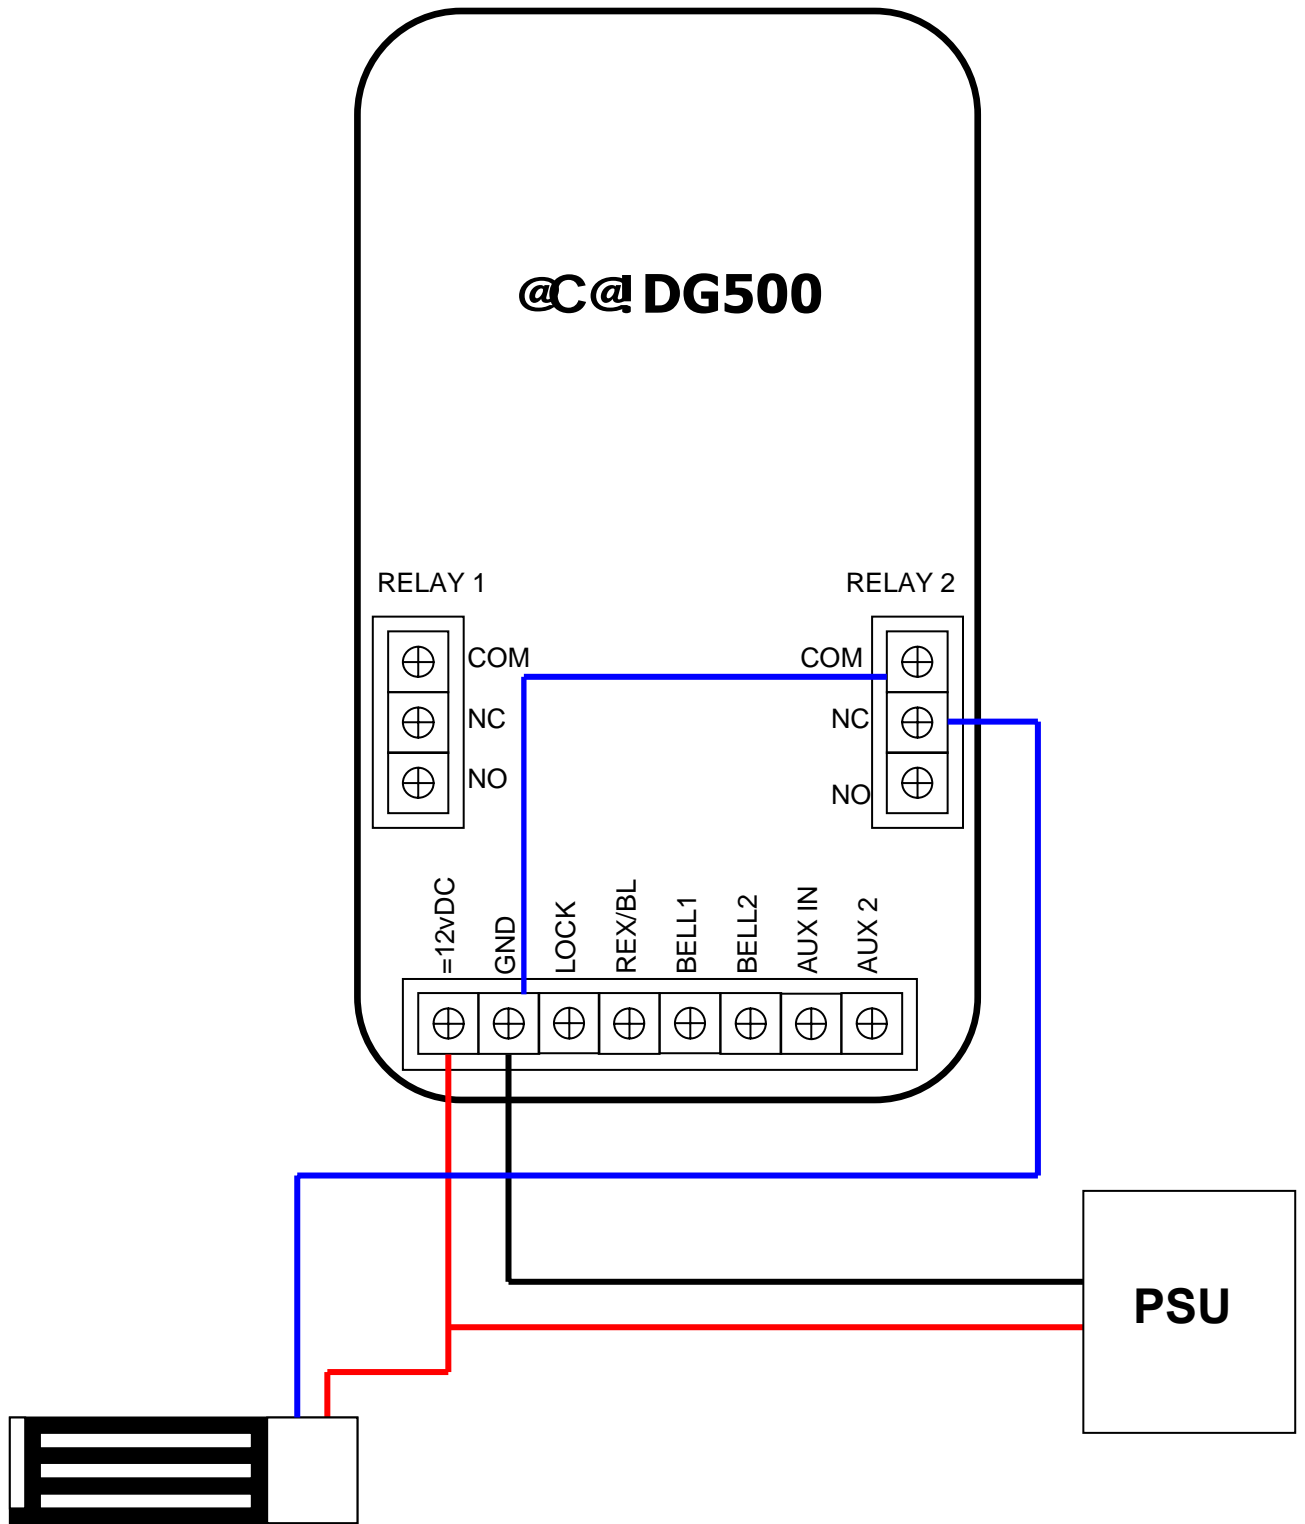 @C@! DG500
RELAY 1
RELAY 2
COM
COM
NC
NC
NO
NO
=12vDC
GND
LOCK
REX/BL
BELL1
BELL2
AUX IN
AUX 2
PSU